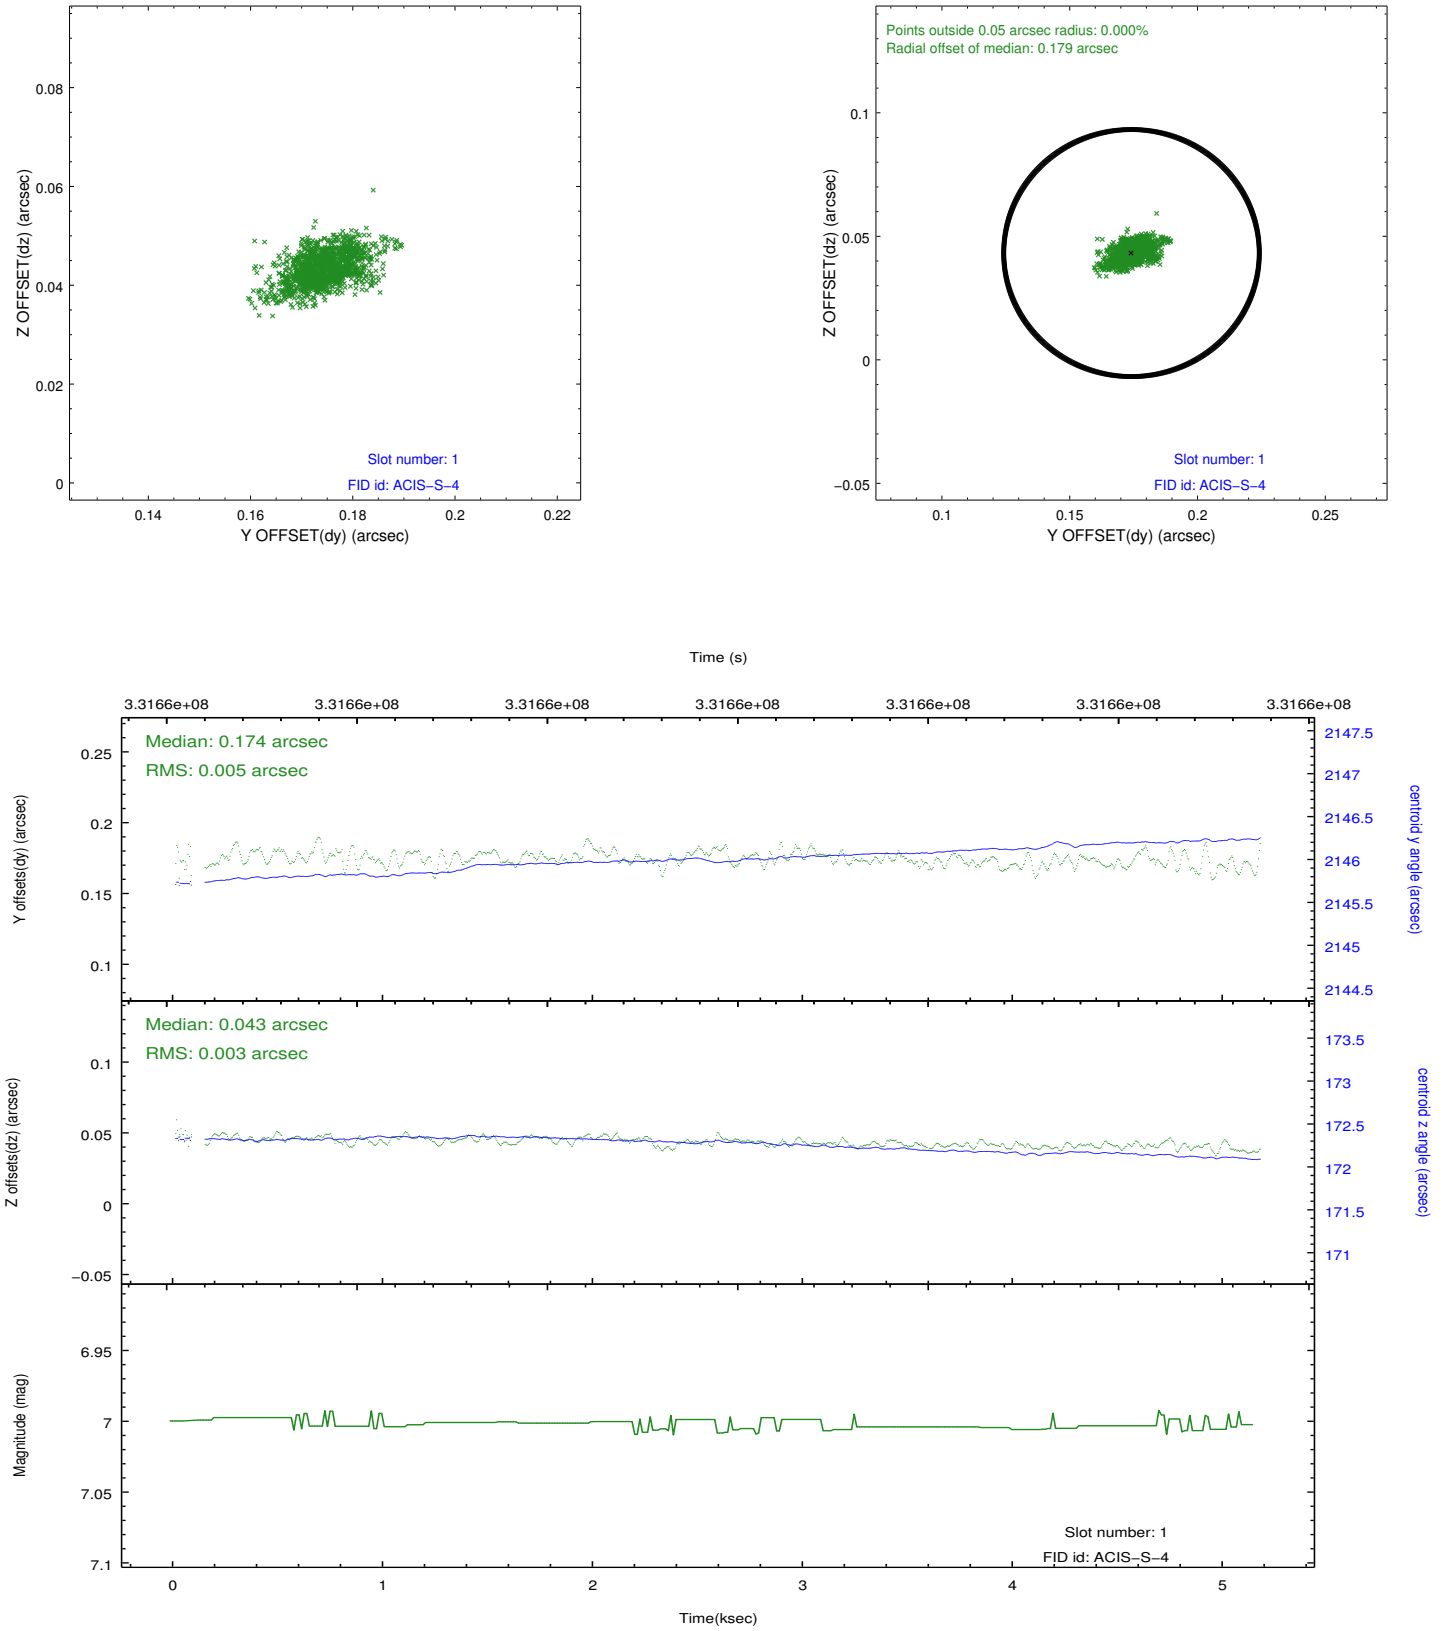 0.08
0.06
0.04
0.02
0
Z OFFSET(dz) (arcsec)
Slot number: 1
FID id: ACIS−S−4
0.14 0.16 0.18 0.2 0.22
Y OFFSET(dy) (arcsec)
Points outside 0.05 arcsec radius: 0.000%
Radial offset of median: 0.179 arcsec
0.1
0.05
0
−0.05
Z OFFSET(dz) (arcsec)
Slot number: 1
FID id: ACIS−S−4
0.1 0.15 0.2 0.25
Y OFFSET(dy) (arcsec)
Time (s)
3.3166e+08 3.3166e+08 3.3166e+08 3.3166e+08 3.3166e+08 3.3166e+08 3.3166e+08
Median: 0.174 arcsec
RMS: 0.005 arcsec
0.25
0.2
0.15
0.1
Y offsets(dy) (arcsec)
2147.5
2147
2146.5
2146
2145.5
2145
2144.5
centroid y angle (arcsec)
Median: 0.043 arcsec
RMS: 0.003 arcsec
0.1
0.05
0
−0.05
Z offsets(dz) (arcsec)
173.5
173
172.5
172
171.5
171
centroid z angle (arcsec)
6.95
7
7.05
7.1
Magnitude (mag)
Slot number: 1
FID id: ACIS−S−4
0 1 2 3 4 5
Time(ksec)